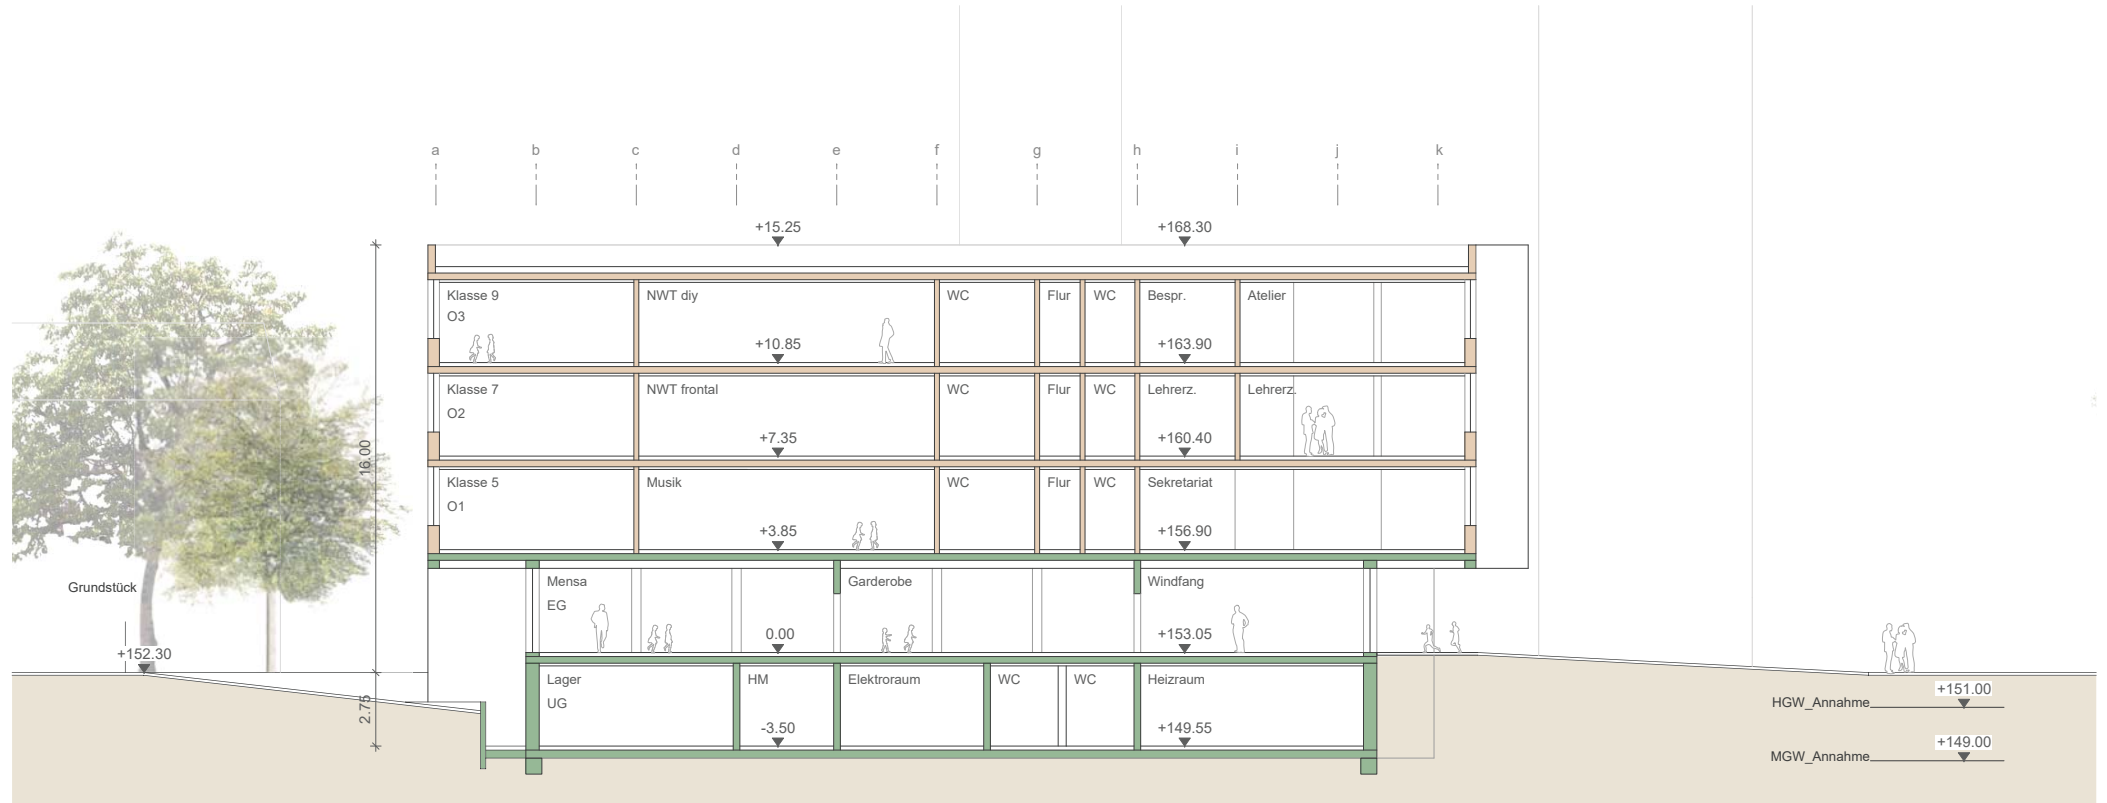 a b c d e f g h i j k
+15.25 +168.30
Klasse 9 NWT diy WC Flur WC Bespr. Atelier
O3
+10.85 +163.90
Klasse 7 NWT frontal WC Flur WC Lehrerz. Lehrerz.
O2
+7.35 +160.40
16.00
Klasse 5 Musik WC Flur WC Sekretariat
O1
+3.85 +156.90
Grundstück
Mensa Garderobe Windfang
EG
0.00 +153.05
+152.30
Lager HM Elektroraum WC WC Heizraum
UG
2.75
-3.50 +149.55
HGW_Annahme +151.00
MGW_Annahme +149.00